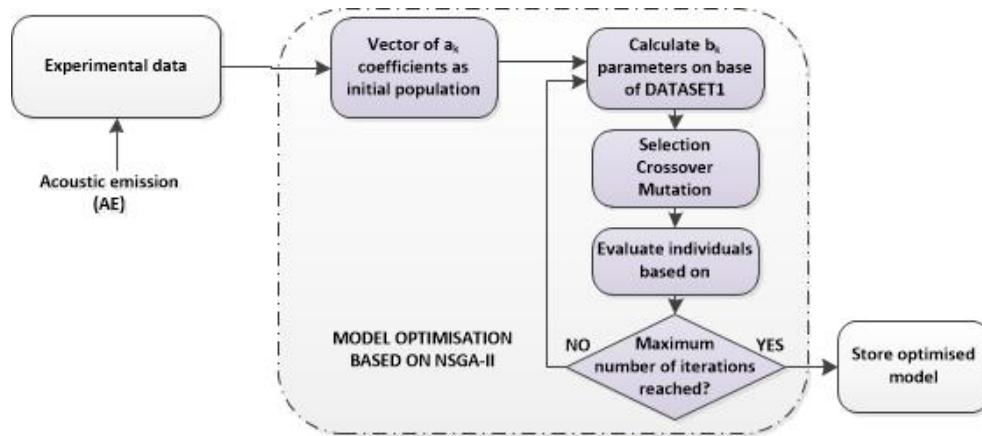 Experimental data
Acoustic emission
(AE)
Vector of aₖ
coefficients as
initial population
Calculate bₖ
parameters on base
of DATASET1
Selection
Crossover
Mutation
Evaluate individuals
based on
MODEL OPTIMISATION
BASED ON NSGA-II
NO
Maximum
number of iterations
reached?
YES
Store optimised
model